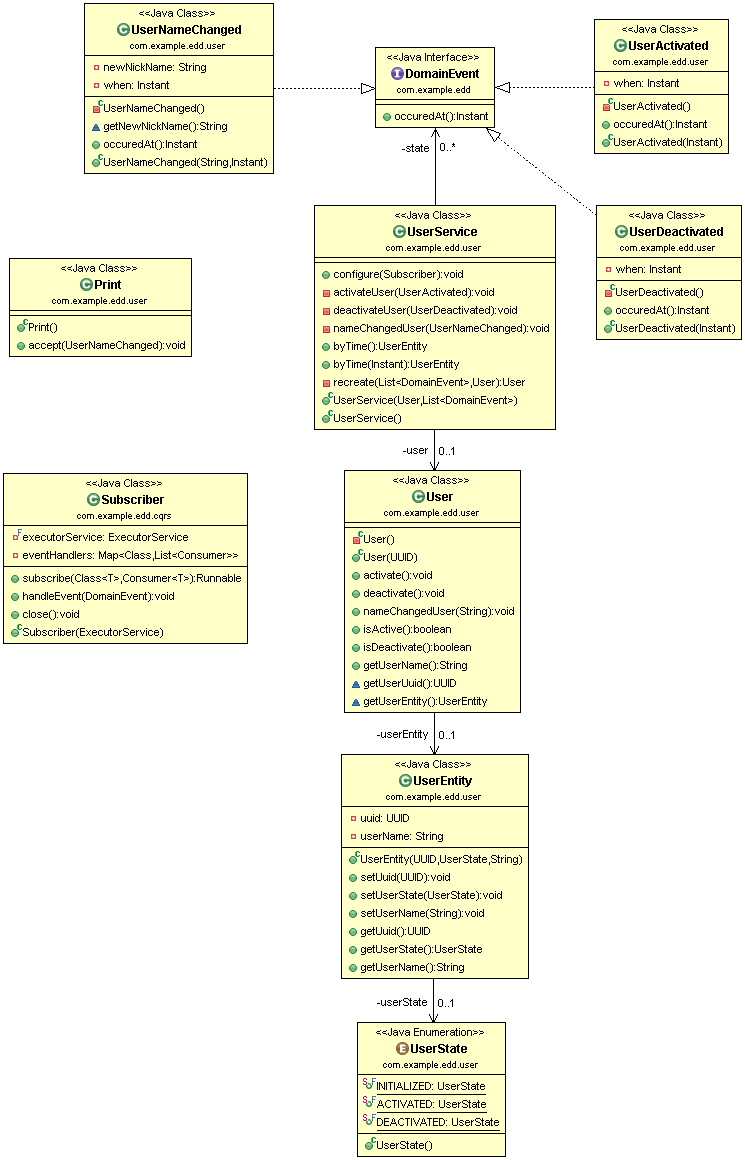 <<Java Class>>
UserNameChanged
com.example.edd.user
newNickName: String
when: Instant
UserNameChanged()
getNewNickName():String
occuredAt():Instant
UserNameChanged(String,Instant)
<<Java Interface>>
DomainEvent
com.example.edd
occuredAt():Instant
<<Java Class>>
UserActivated
com.example.edd.user
when: Instant
UserActivated()
occuredAt():Instant
UserActivated(Instant)
-state 0..*
<<Java Class>>
UserService
com.example.edd.user
configure(Subscriber):void
activateUser(UserActivated):void
deactivateUser(UserDeactivated):void
nameChangedUser(UserNameChanged):void
byTime():UserEntity
byTime(Instant):UserEntity
recreate(List<DomainEvent>,User):User
UserService(User,List<DomainEvent>)
UserService()
<<Java Class>>
UserDeactivated
com.example.edd.user
when: Instant
UserDeactivated()
occuredAt():Instant
UserDeactivated(Instant)
<<Java Class>>
Print
com.example.edd.user
Print()
accept(UserNameChanged):void
-user 0..1
<<Java Class>>
Subscriber
com.example.edd.cqrs
executorService: ExecutorService
eventHandlers: Map<Class,List<Consumer>>
subscribe(Class<T>,Consumer<T>):Runnable
handleEvent(DomainEvent):void
close():void
Subscriber(ExecutorService)
<<Java Class>>
User
com.example.edd.user
User()
User(UUID)
activate():void
deactivate():void
nameChangedUser(String):void
isActive():boolean
isDeactivate():boolean
getUserName():String
getUserUuid():UUID
getUserEntity():UserEntity
-userEntity 0..1
<<Java Class>>
UserEntity
com.example.edd.user
uuid: UUID
userName: String
UserEntity(UUID,UserState,String)
setUuid(UUID):void
setUserState(UserState):void
setUserName(String):void
getUuid():UUID
getUserState():UserState
getUserName():String
-userState 0..1
<<Java Enumeration>>
UserState
com.example.edd.user
INITIALIZED: UserState
ACTIVATED: UserState
DEACTIVATED: UserState
UserState()